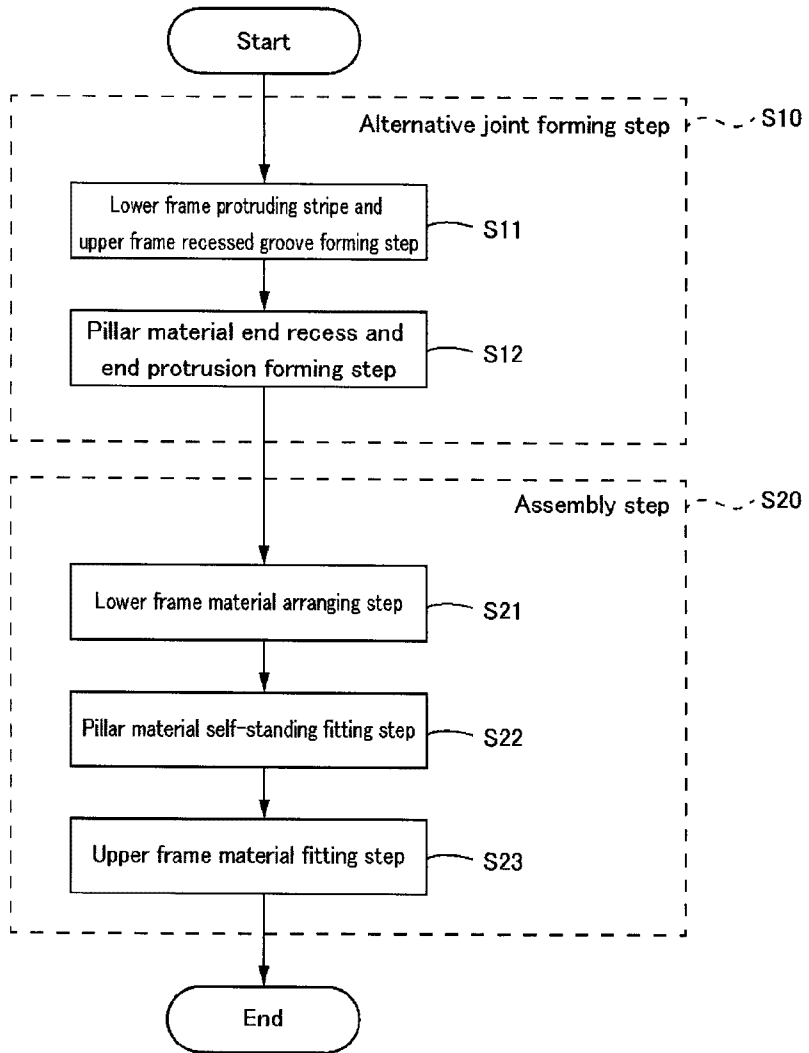 Start
Alternative joint forming step
S10
Lower frame protruding stripe and
upper frame recessed groove forming step
S11
Pillar material end recess and
end protrusion forming step
S12
Assembly step
S20
Lower frame material arranging step
S21
Pillar material self-standing fitting step
S22
Upper frame material fitting step
S23
End